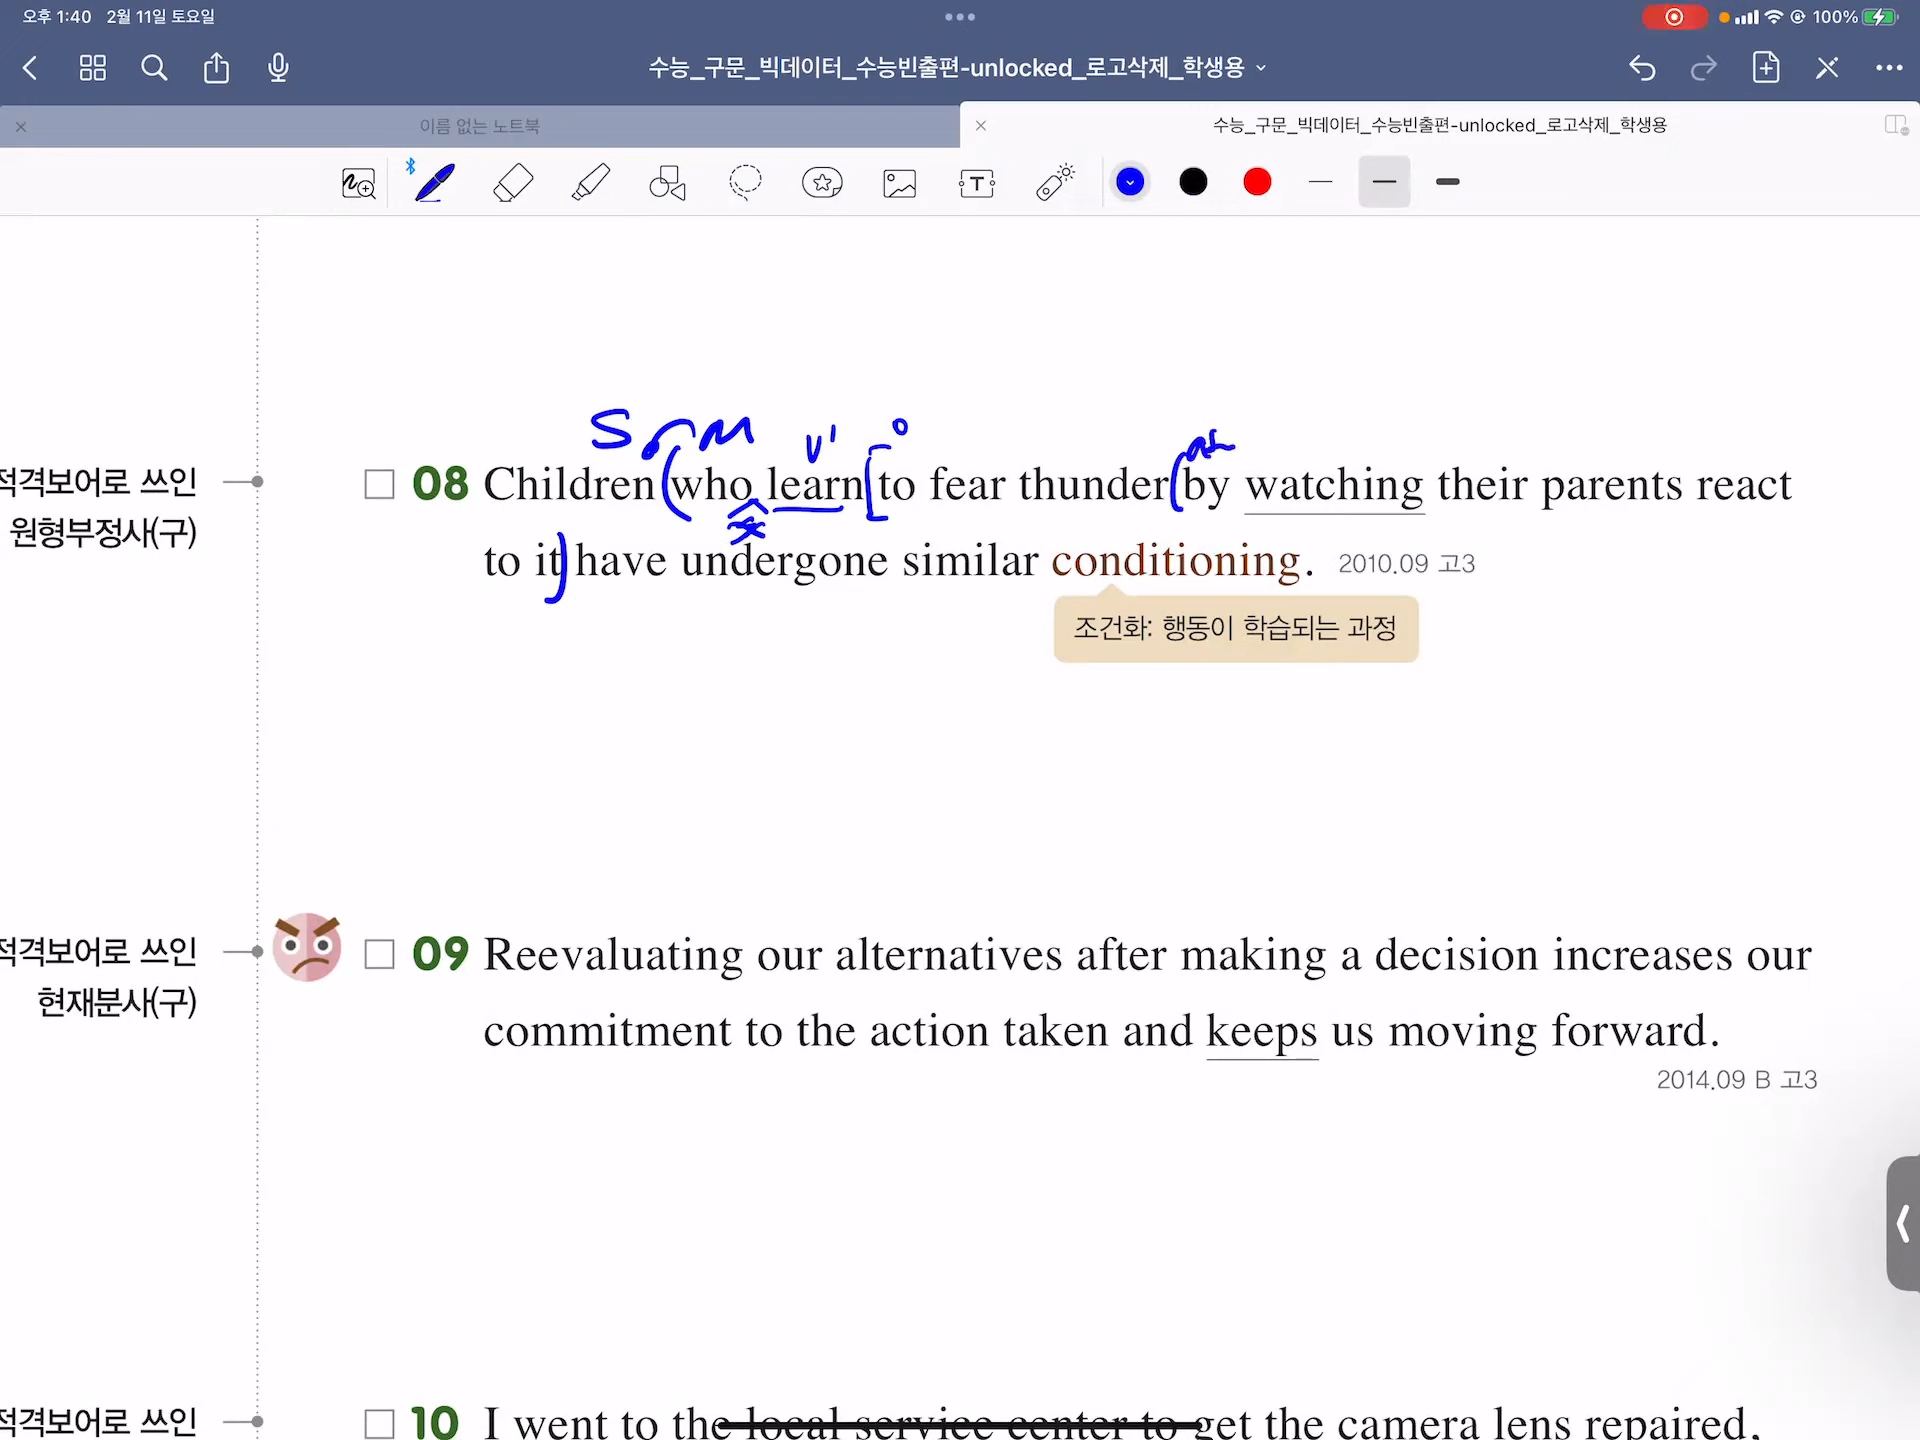 오후 1:40 2월 11일 토요일
100%
수능_구문_빅데이터_수능빈출편-unlocked_로고삭제_학생용
이름 없는 노트북
수능_구문_빅데이터_수능빈출편-unlocked_로고삭제_학생용
S M V' o
적격보어로 쓰인
원형부정사(구)
08 Children (who learn [to fear thunder (by watching their parents react
to it) have undergone similar conditioning. 2010.09 고3
조건화: 행동이 학습되는 과정
적격보어로 쓰인
현재분사(구)
09 Reevaluating our alternatives after making a decision increases our
commitment to the action taken and keeps us moving forward.
2014.09 B 고3
적격보어로 쓰인
10 I went to the local service center to get the camera lens repaired,